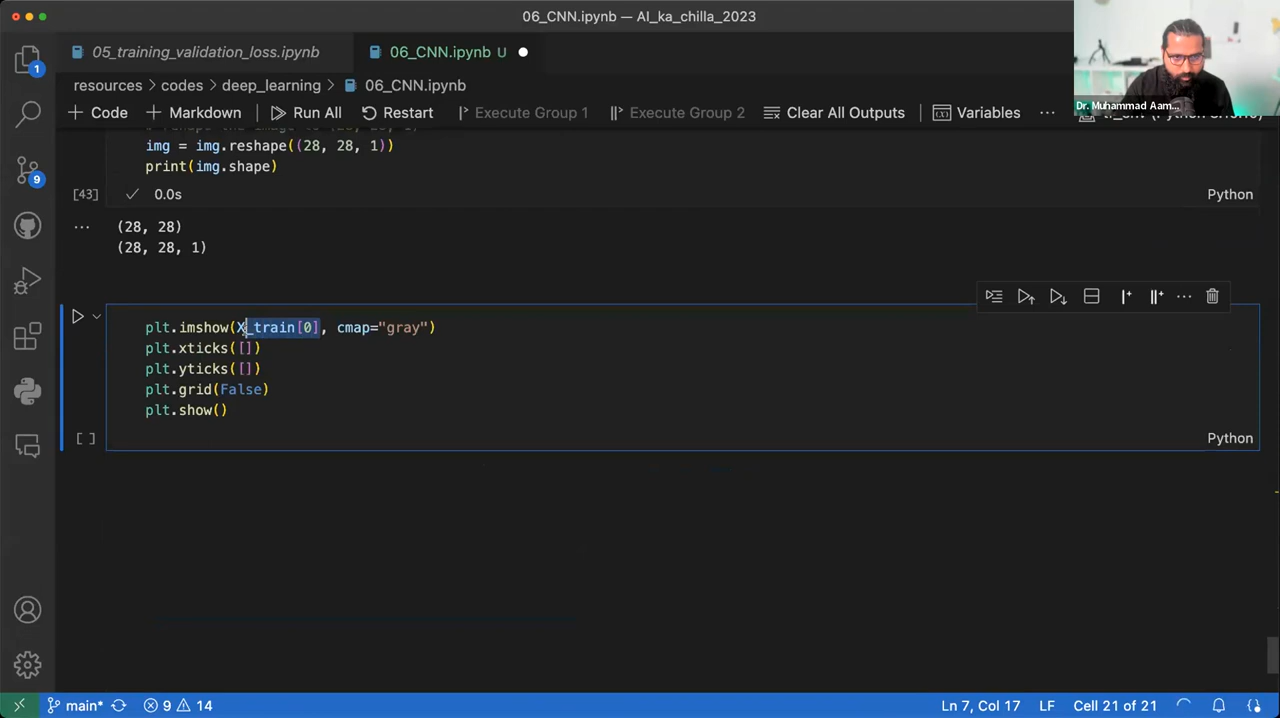 06_CNN.ipynb — AI_ka_chilla_2023
05_training_validation_loss.ipynb
06_CNN.ipynb U
1
resources > codes > deep_learning > 06_CNN.ipynb
Dr. Muhammad Aam...
+ Code + Markdown Run All Restart Execute Group 1 Execute Group 2 Clear All Outputs Variables ...
img = img.reshape((28, 28, 1))
print(img.shape)
9
[43] ✓ 0.0s Python
... (28, 28)
(28, 28, 1)
plt.imshow(X_train[0], cmap="gray")
plt.xticks([])
plt.yticks([])
plt.grid(False)
plt.show()
[ ] Python
main* 9 14 Ln 7, Col 17 LF Cell 21 of 21